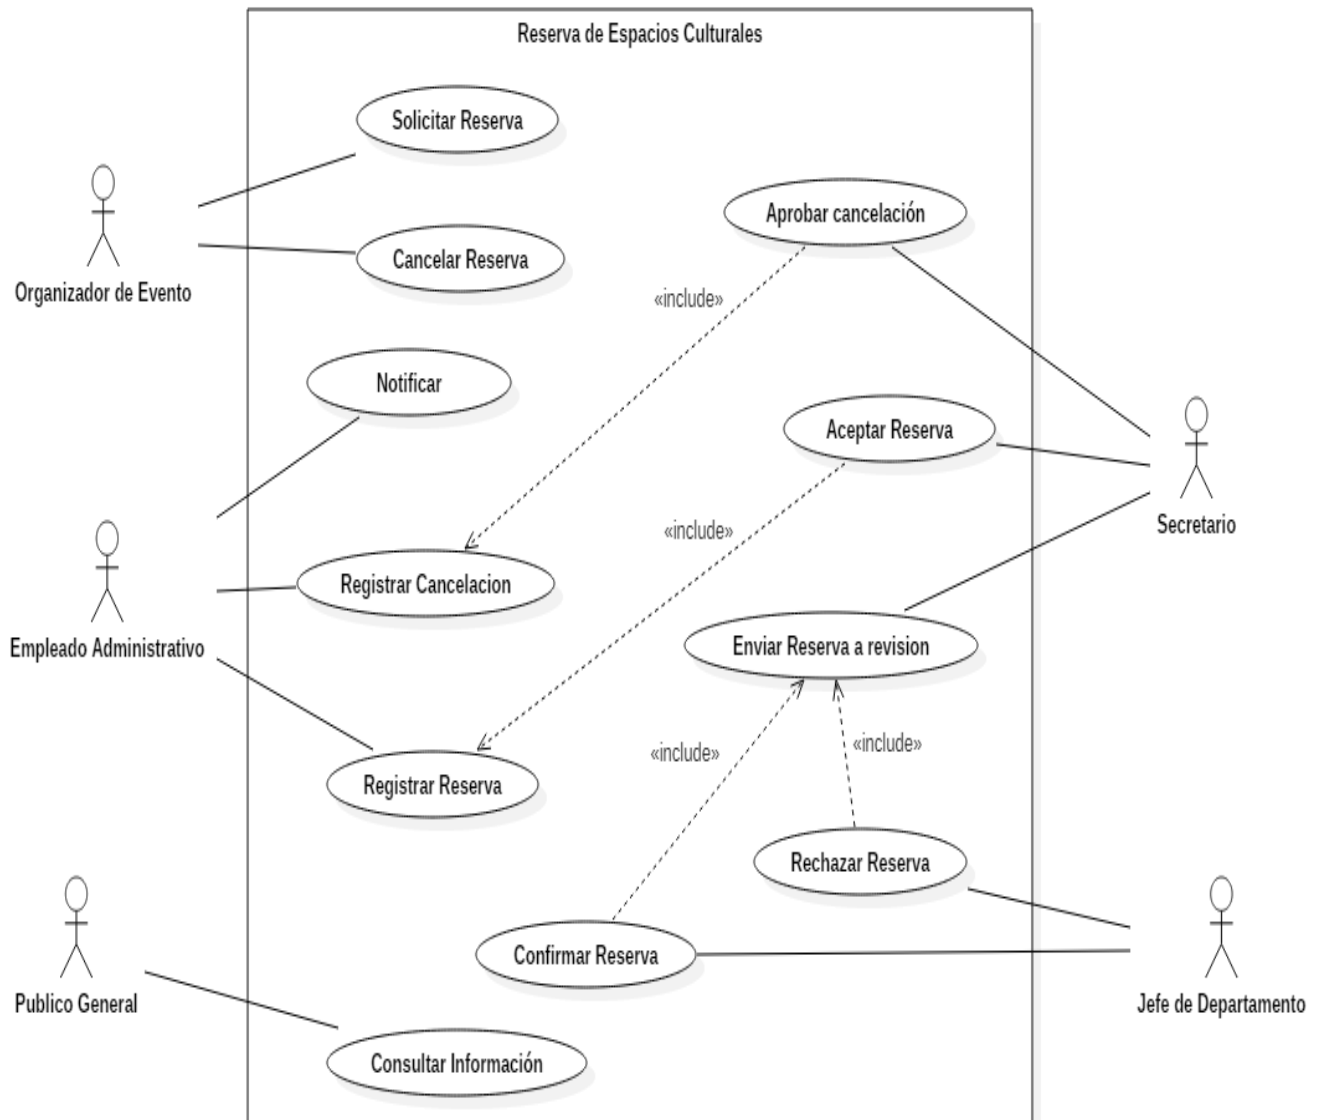 Reserva de Espacios Culturales
Solicitar Reserva
Aprobar cancelación
Cancelar Reserva
Organizador de Evento
«include»
Notificar
Aceptar Reserva
Secretario
«include»
Registrar Cancelacion
Empleado Administrativo
Enviar Reserva a revision
«include»
«include»
Registrar Reserva
Rechazar Reserva
Confirmar Reserva
Publico General
Jefe de Departamento
Consultar Información